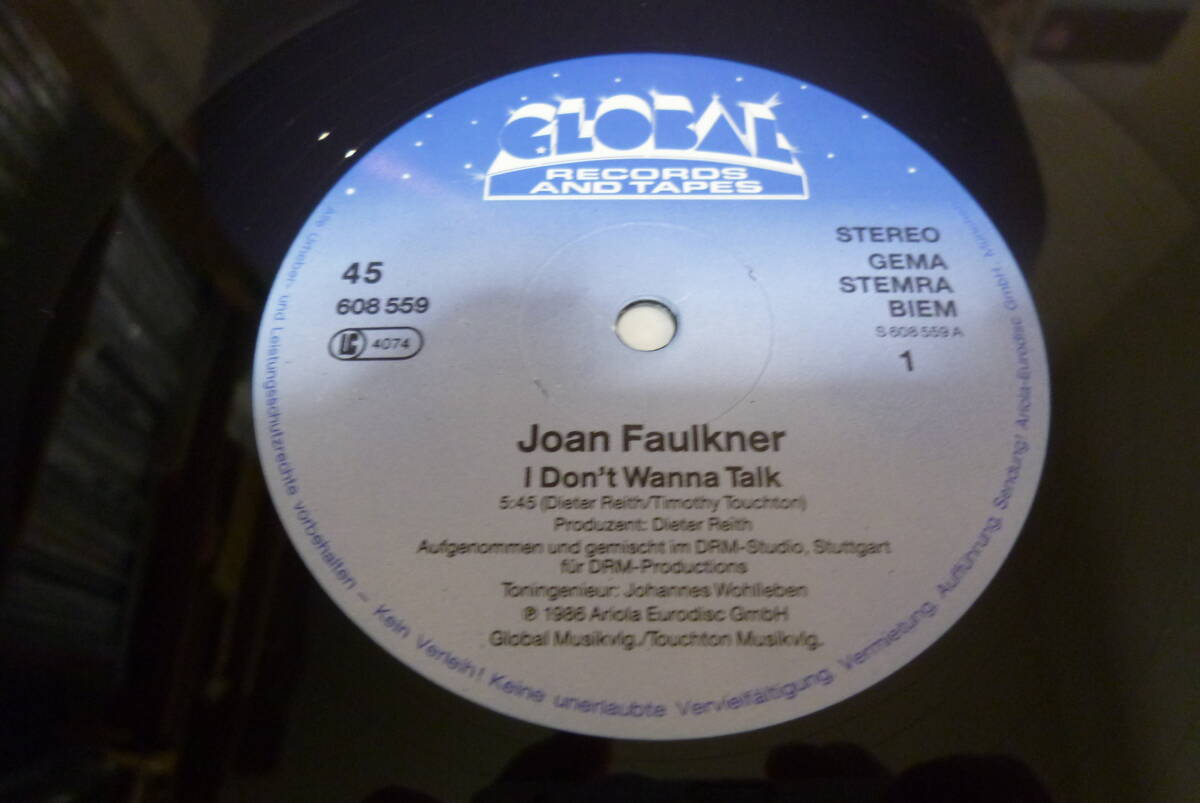 GLOBAL
RECORDS
AND TAPES
45
608 559
LC 4074
STEREO
GEMA
STEMRA
BIEM
S 608 559 A
1
Joan Faulkner
I Don't Wanna Talk
5:45 (Dieter Reith/Timothy Touchton)
Produzent: Dieter Reith
Aufgenommen und gemischt im DRM-Studio, Stuttgart
für DRM-Productions
Toningenieur: Johannes Wohlleben
℗ 1986 Ariola Eurodisc GmbH
Global Musikvlg./Touchton Musikvlg.
Alle Urheber- und Leistungsschutzrechte vorbehalten – Kein Verleih! Keine unerlaubte Vervielfältigung, Vermietung, Aufführung, Sendung! Ariola-Eurodisc GmbH,